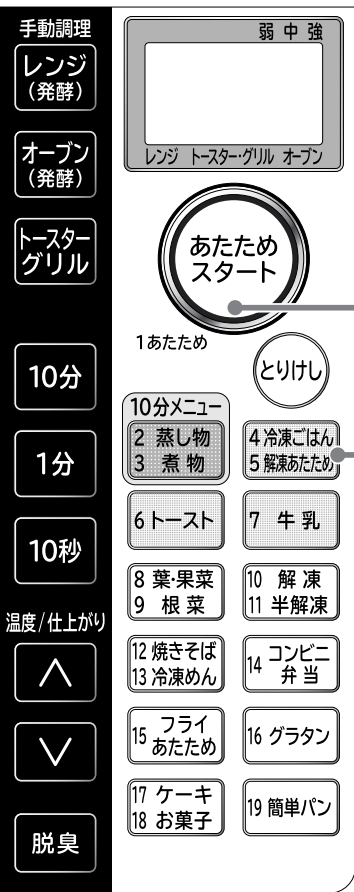 手動調理
レンジ
(発酵)
オーブン
(発酵)
トースター
グリル
10分
1分
10秒
温度/仕上がり
脱臭
弱 中 強
レンジ トースター・グリル オーブン
あたため
スタート
1あたため
とりけし
10分メニュー
2 蒸し物
3 煮物
4 冷凍ごはん
5 解凍あたため
6 トースト
7 牛乳
8 葉・果菜
9 根菜
10 解凍
11 半解凍
12 焼きそば
13 冷凍めん
14 コンビニ
弁当
15 フライ
あたため
16 グラタン
17 ケーキ
18 お菓子
19 簡単パン